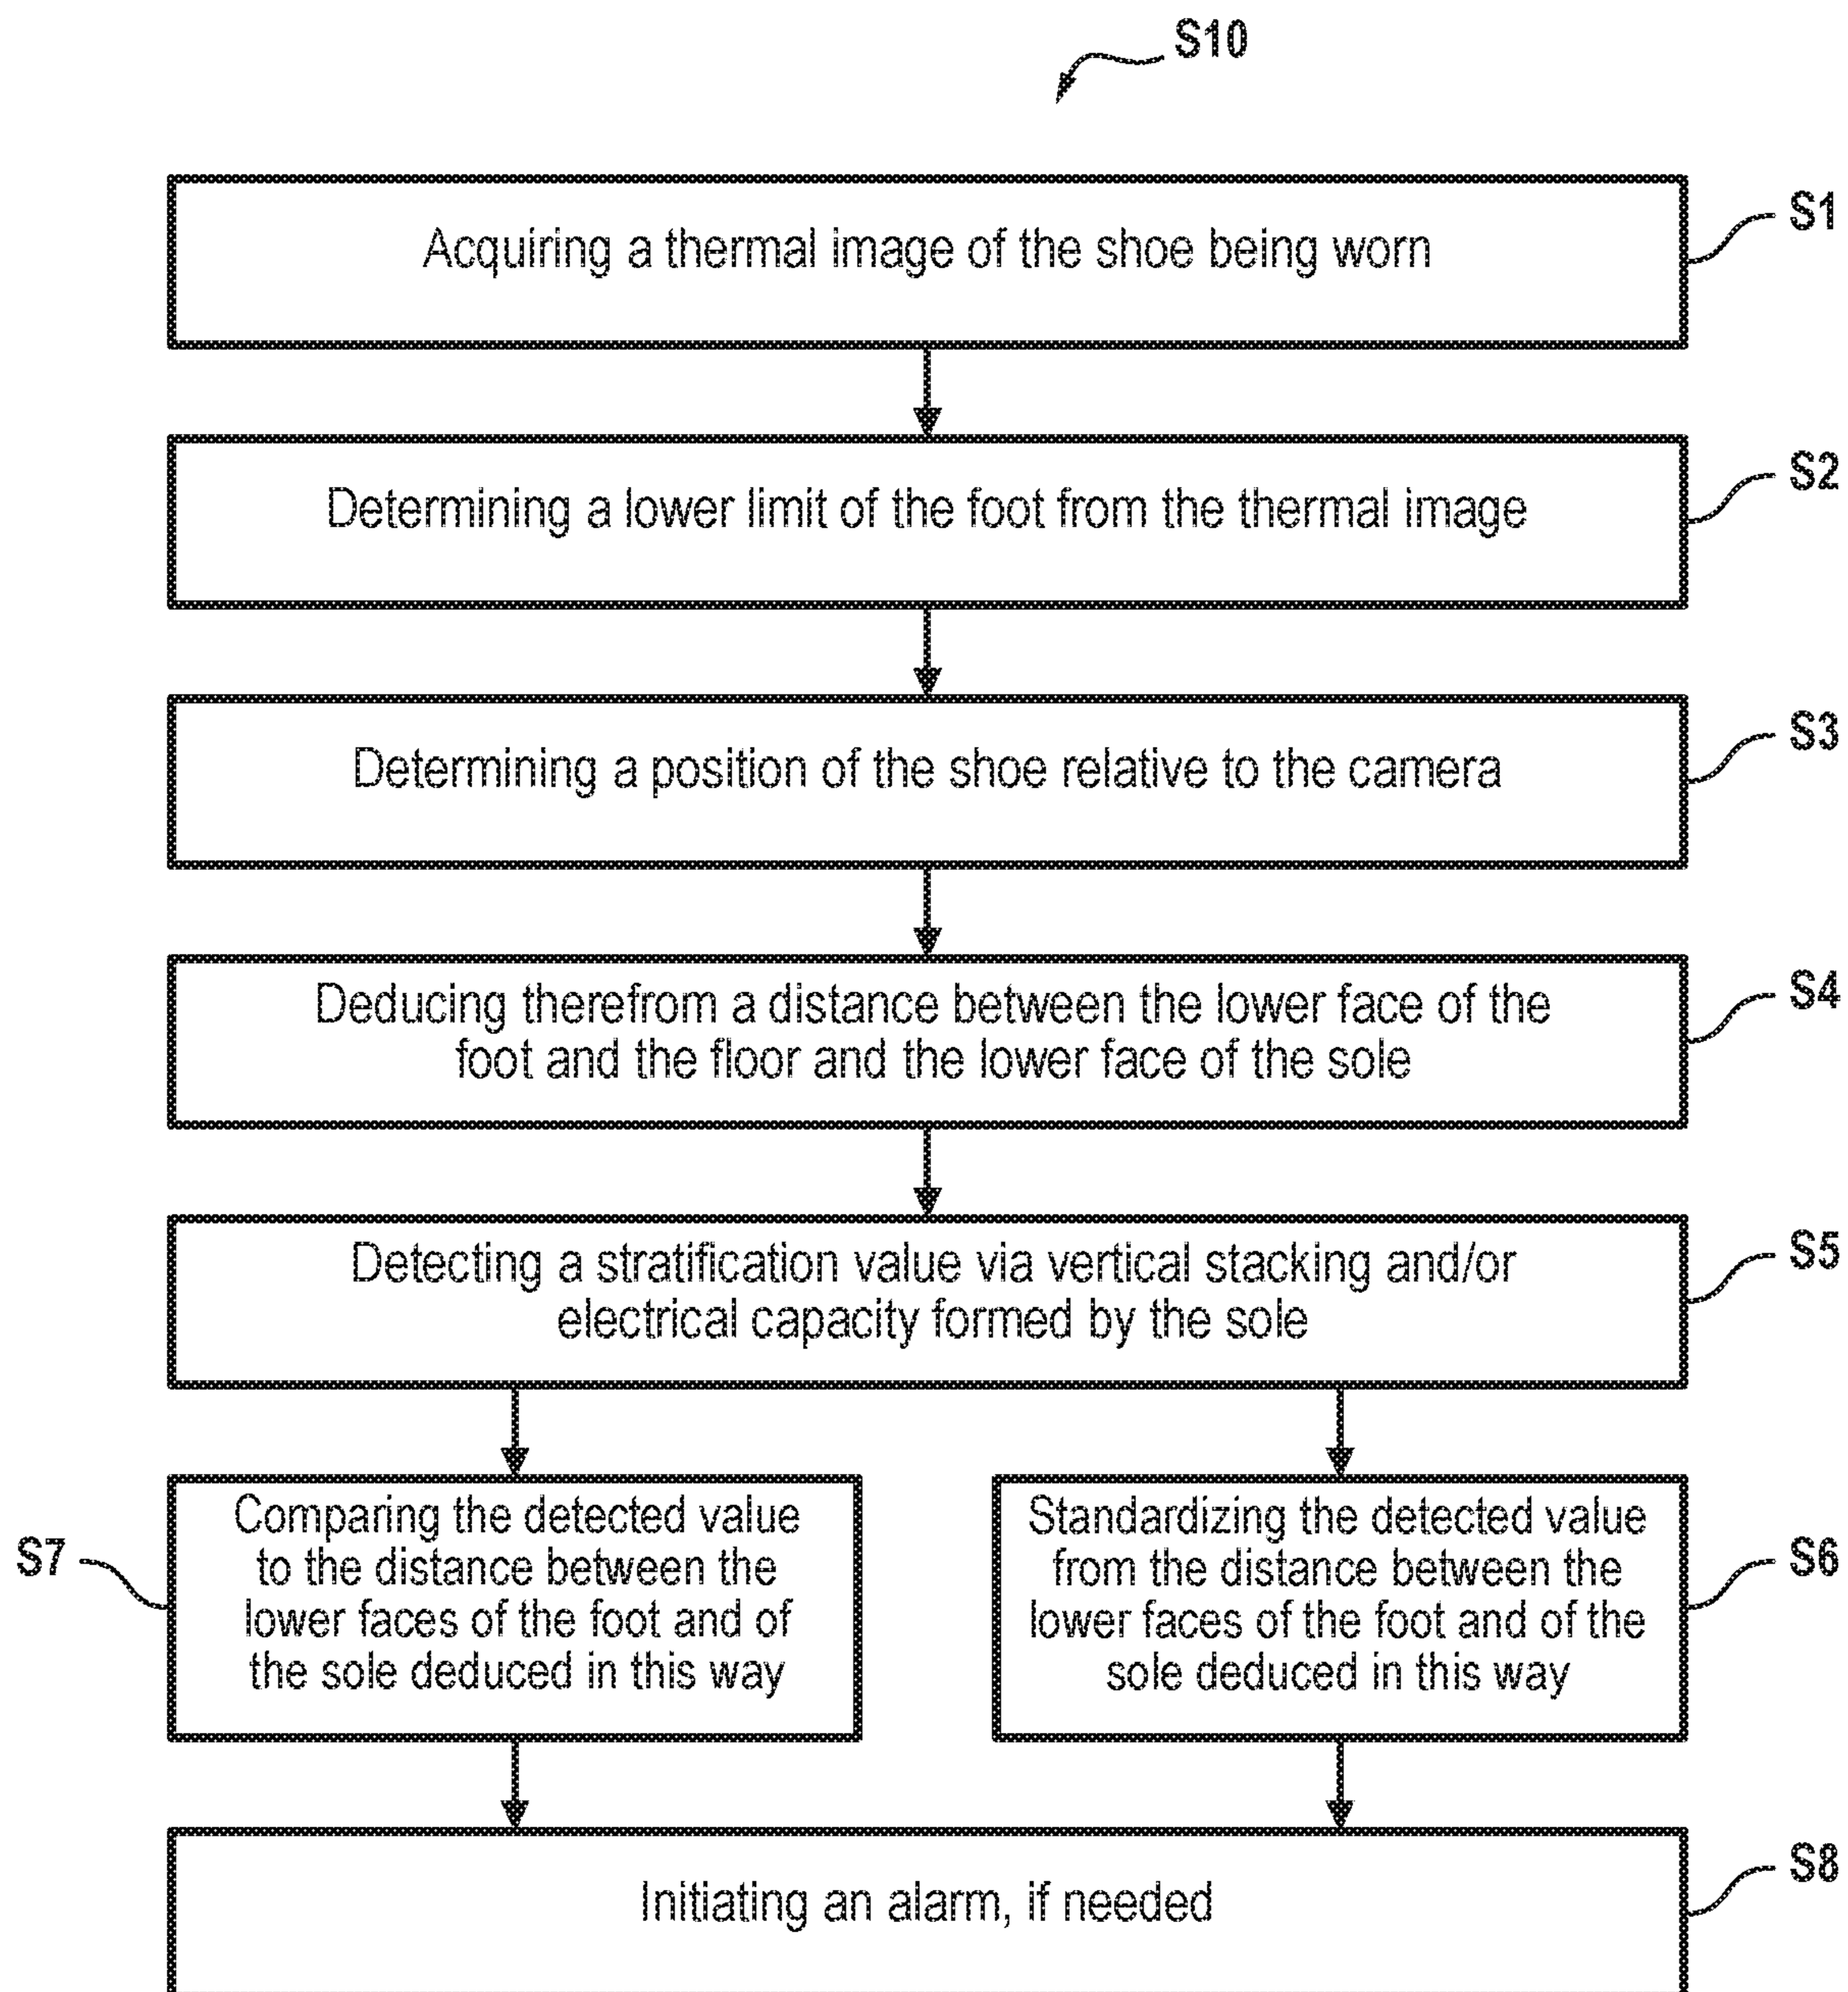 S10
Acquiring a thermal image of the shoe being worn
S1
Determining a lower limit of the foot from the thermal image
S2
Determining a position of the shoe relative to the camera
S3
Deducing therefrom a distance between the lower face of the
foot and the floor and the lower face of the sole
S4
Detecting a stratification value via vertical stacking and/or
electrical capacity formed by the sole
S5
S7
Comparing the detected value
to the distance between the
lower faces of the foot and of
the sole deduced in this way
Standardizing the detected value
from the distance between the
lower faces of the foot and of the
sole deduced in this way
S6
Initiating an alarm, if needed
S8